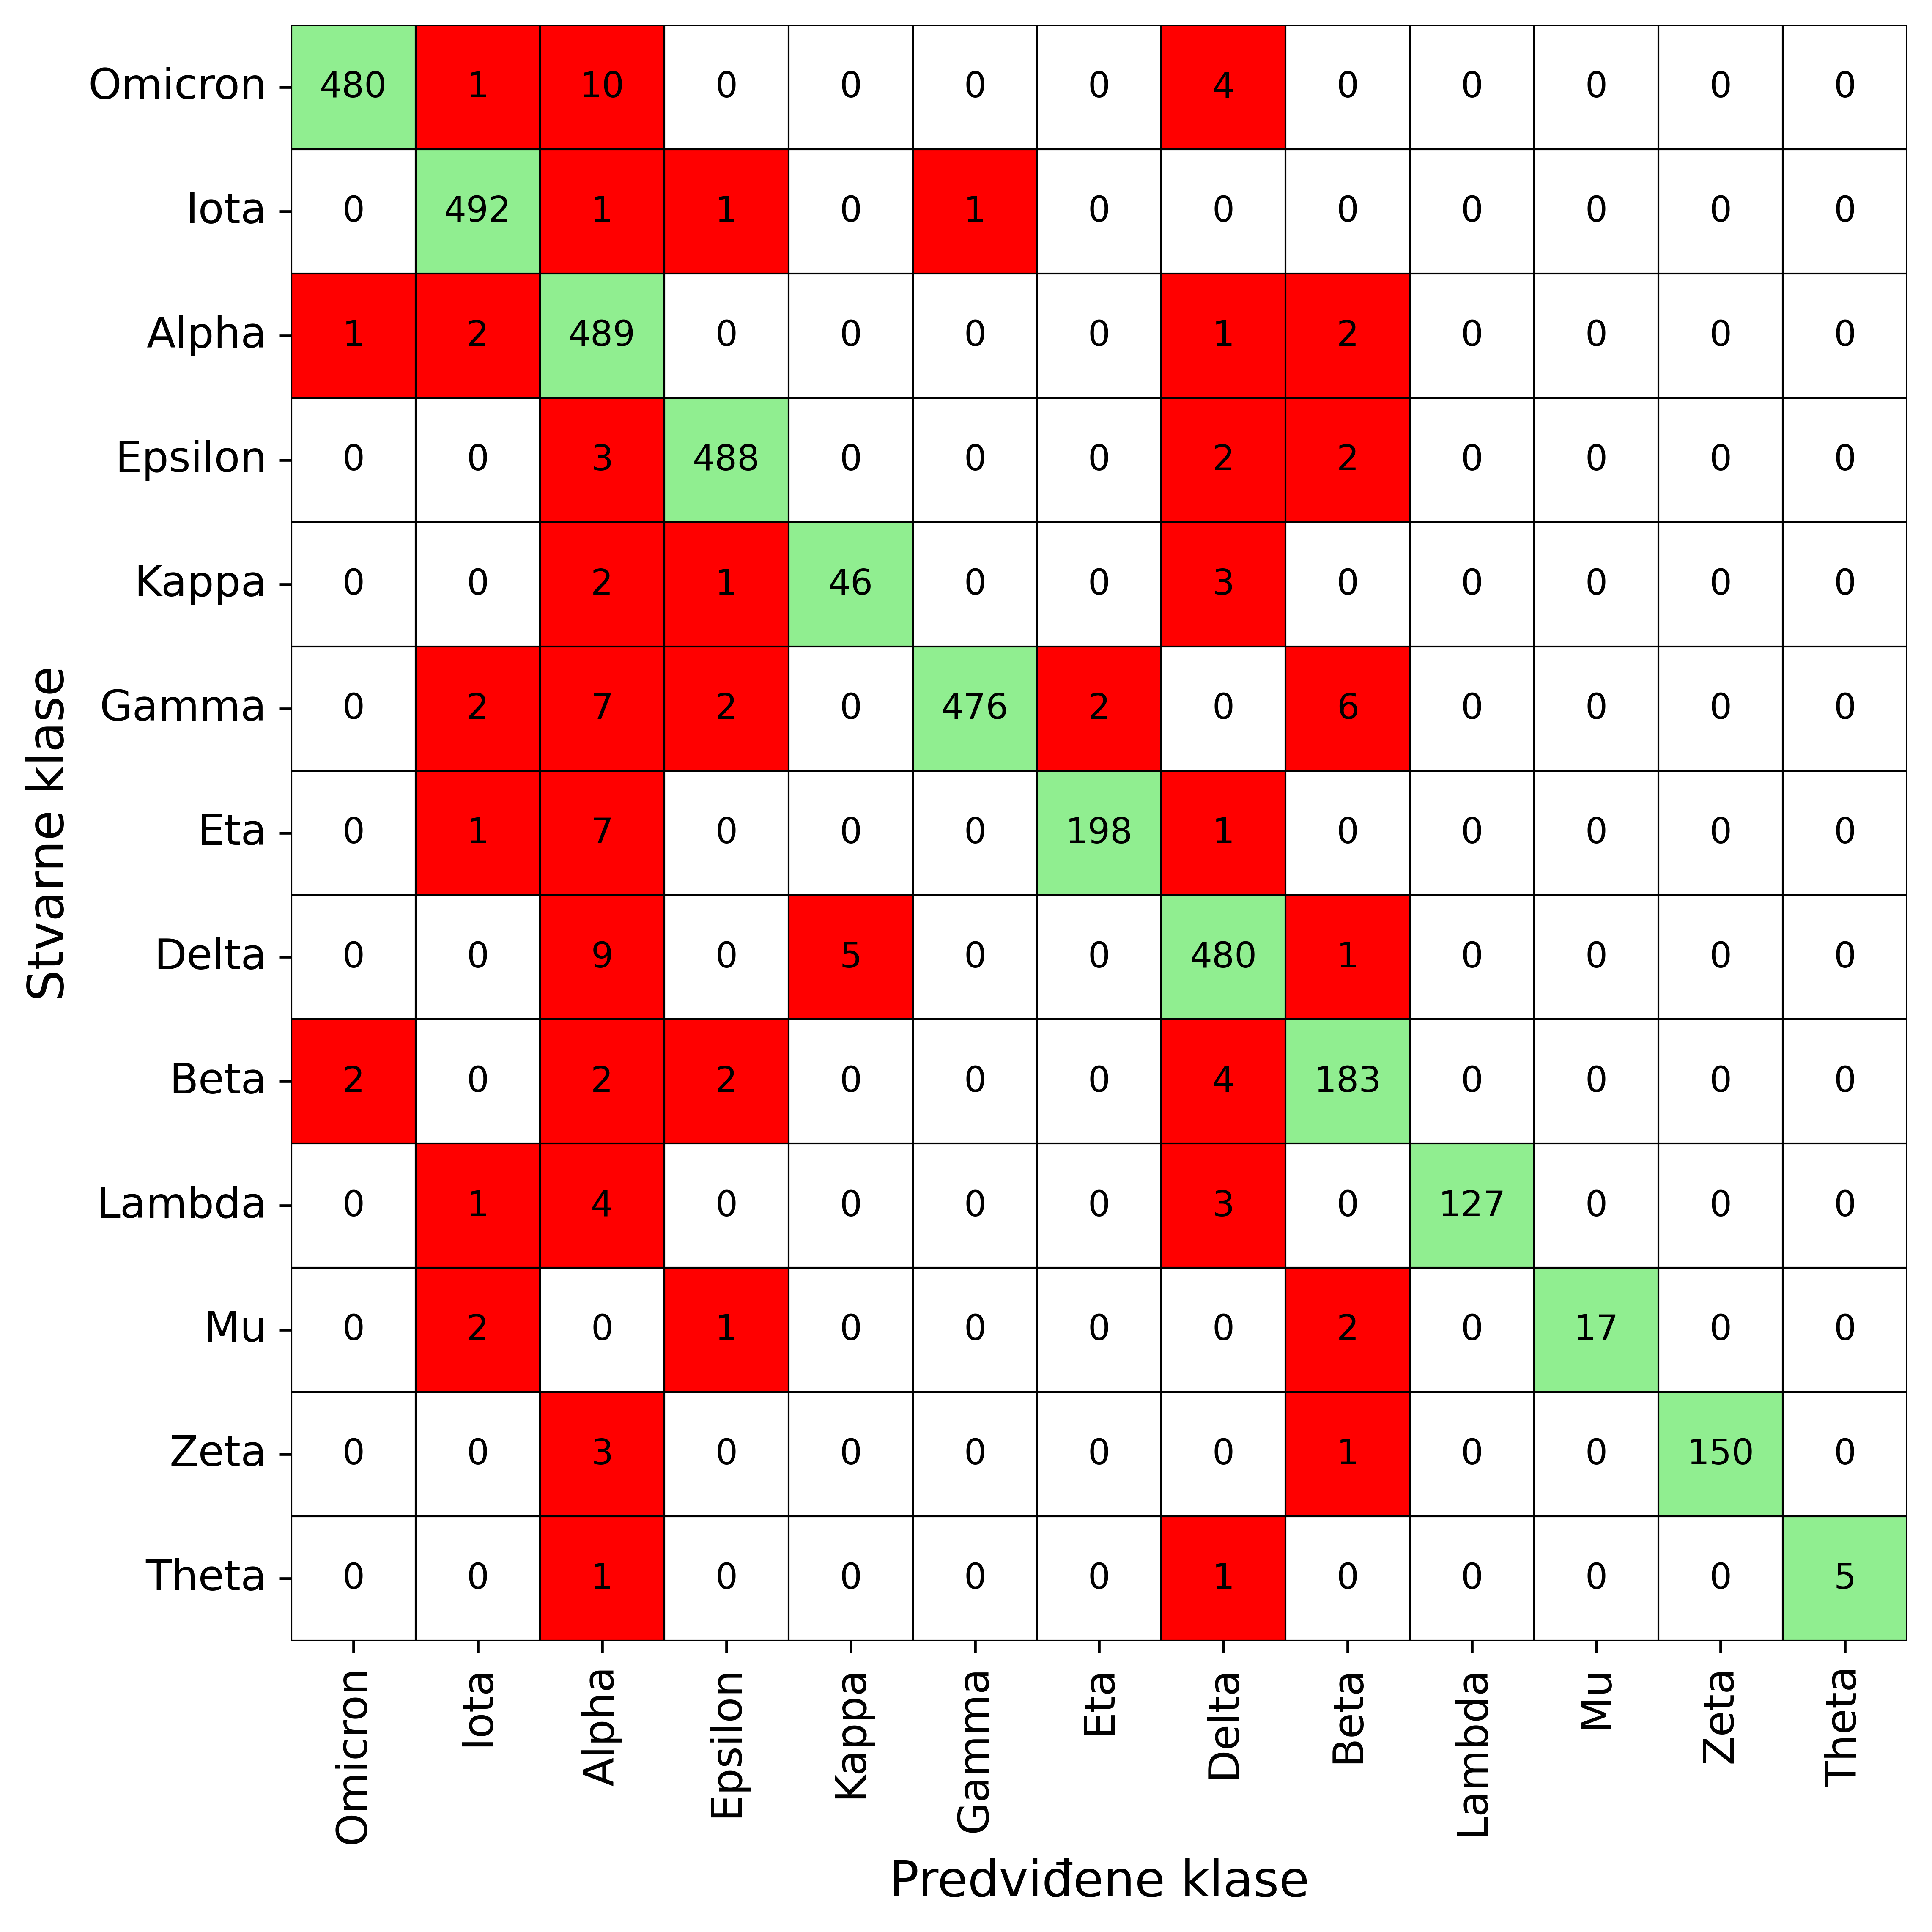 Omicron 480 1 10 0 0 0 0 4 0 0 0 0 0
Iota 0 492 1 1 0 1 0 0 0 0 0 0 0
Alpha 1 2 489 0 0 0 0 1 2 0 0 0 0
Epsilon 0 0 3 488 0 0 0 2 2 0 0 0 0
Kappa 0 0 2 1 46 0 0 3 0 0 0 0 0
Gamma 0 2 7 2 0 476 2 0 6 0 0 0 0
Eta 0 1 7 0 0 0 198 1 0 0 0 0 0
Delta 0 0 9 0 5 0 0 480 1 0 0 0 0
Beta 2 0 2 2 0 0 0 4 183 0 0 0 0
Lambda 0 1 4 0 0 0 0 3 0 127 0 0 0
Mu 0 2 0 1 0 0 0 0 2 0 17 0 0
Zeta 0 0 3 0 0 0 0 0 1 0 0 150 0
Theta 0 0 1 0 0 0 0 1 0 0 0 0 5
Omicron Iota Alpha Epsilon Kappa Gamma Eta Delta Beta Lambda Mu Zeta Theta
Predviđene klase
Stvarne klase